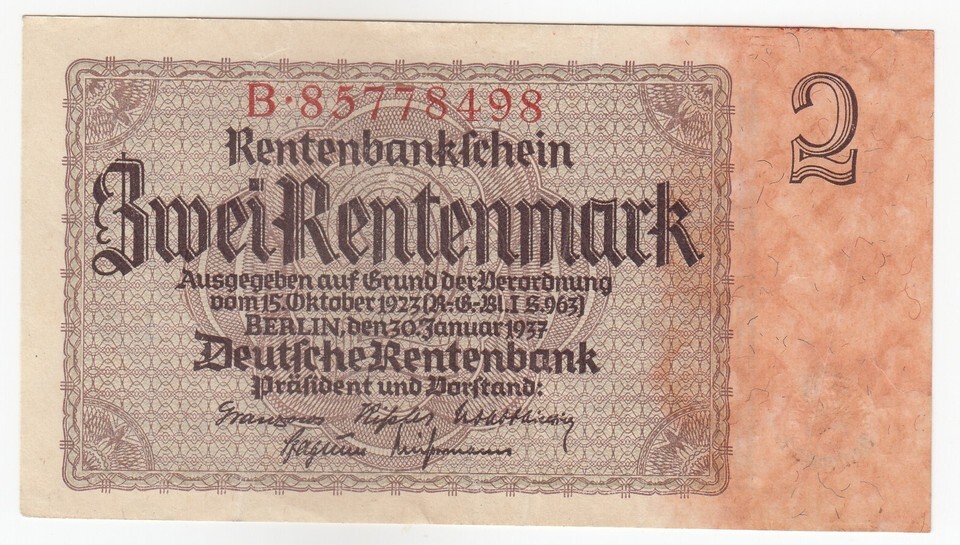 B·85778498
2
Rentenbankschein
Zwei Rentenmark
Ausgegeben auf Grund der Verordnung
vom 15. Oktober 1923 (R.-G.-Bl. I S. 963)
BERLIN, den 30. Januar 1937
Deutsche Rentenbank
Präsident und Vorstand: